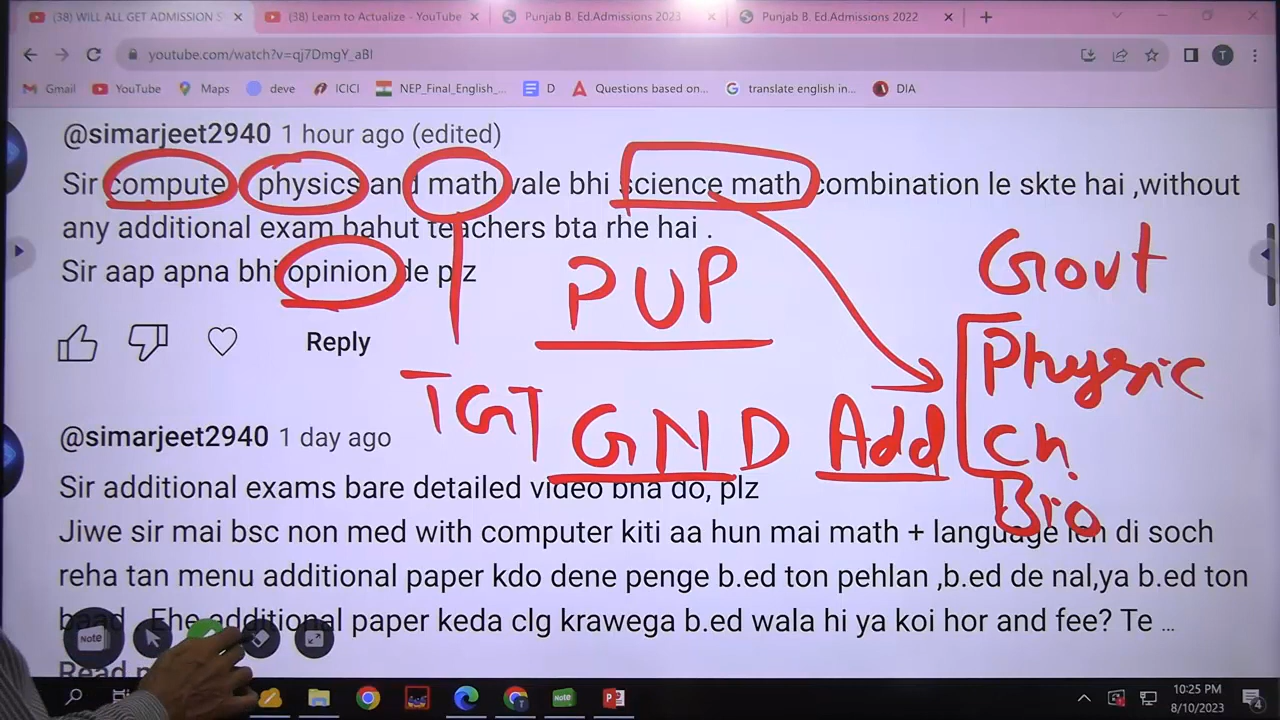 (38) WILL ALL GET ADMISSION S
(38) Learn to Actualize - YouTube
Punjab B. Ed.Admissions 2023
Punjab B. Ed.Admissions 2022
youtube.com/watch?v=qj7DmgY_aBI
T
Gmail YouTube Maps deve ICICI NEP_Final_English_... D Questions based on... translate english in... DIA
@simarjeet2940 1 hour ago (edited)
Sir compute physics and math vale bhi science math combination le skte hai ,without
any additional exam bahut teachers bta rhe hai .
Sir aap apna bhi opinion de plz
PUP
Govt
Reply
Physic
TGT GND Add
Ch
Bio
@simarjeet2940 1 day ago
Sir additional exams bare detailed video bna do, plz
Jiwe sir mai bsc non med with computer kiti aa hun mai math + language len di soch
reha tan menu additional paper kdo dene penge b.ed ton pehlan ,b.ed de nal,ya b.ed ton
baad . Ehe additional paper keda clg krawega b.ed wala hi ya koi hor and fee? Te ...
Note
Read
Note
10:25 PM
8/10/2023
4